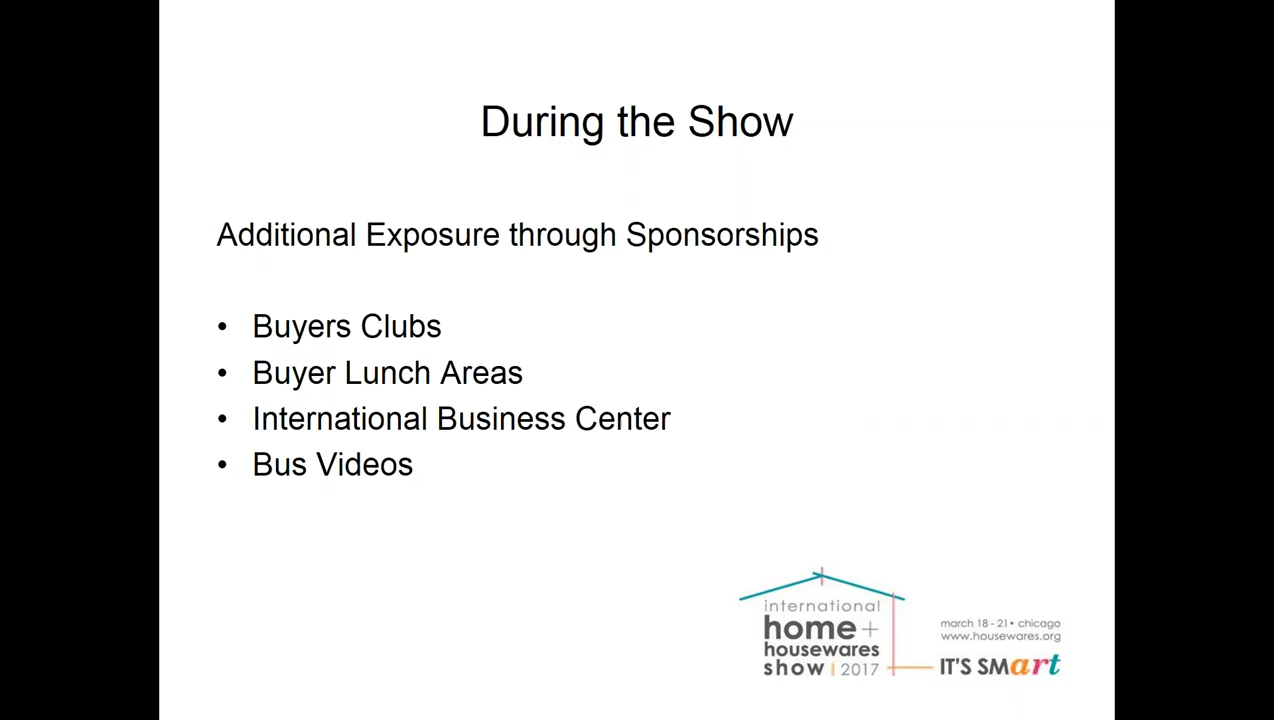 During the Show
Additional Exposure through Sponsorships
• Buyers Clubs
• Buyer Lunch Areas
• International Business Center
• Bus Videos
international
home+
housewares
show | 2017
march 18 - 21 • chicago
www.housewares.org
IT'S SMart